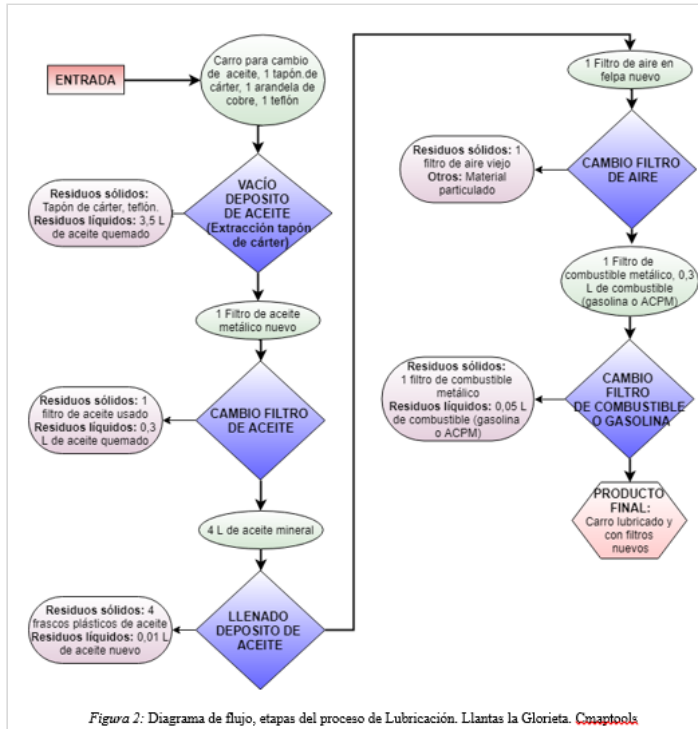 ENTRADA
Carro para cambio
de aceite, 1 tapón.de
cárter, 1 arandela de
cobre, 1 teflón
Residuos sólidos:
Tapón de cárter, teflón.
Residuos líquidos: 3,5 L
de aceite quemado
VACÍO
DEPOSITO
DE ACEITE
(Extracción tapón
de cárter)
1 Filtro de aceite
metálico nuevo
Residuos sólidos: 1
filtro de aceite usado
Residuos líquidos: 0,3
L de aceite quemado
CAMBIO FILTRO
DE ACEITE
4 L de aceite mineral
Residuos sólidos: 4
frascos plásticos de aceite
Residuos líquidos: 0,01 L
de aceite nuevo
LLENADO
DEPOSITO DE
ACEITE
1 Filtro de aire en
felpa nuevo
Residuos sólidos: 1
filtro de aire viejo
Otros: Material
particulado
CAMBIO FILTRO
DE AIRE
1 Filtro de
combustible metálico, 0,3
L de combustible
(gasolina o ACPM)
Residuos sólidos:
1 filtro de combustible
metálico
Residuos líquidos: 0,05 L
de combustible (gasolina
o ACPM)
CAMBIO
FILTRO
DE COMBUSTIBLE
O GASOLINA
PRODUCTO
FINAL:
Carro lubricado y
con filtros
nuevos
Figura 2: Diagrama de flujo, etapas del proceso de Lubricación. Llantas la Glorieta. Cmaptools